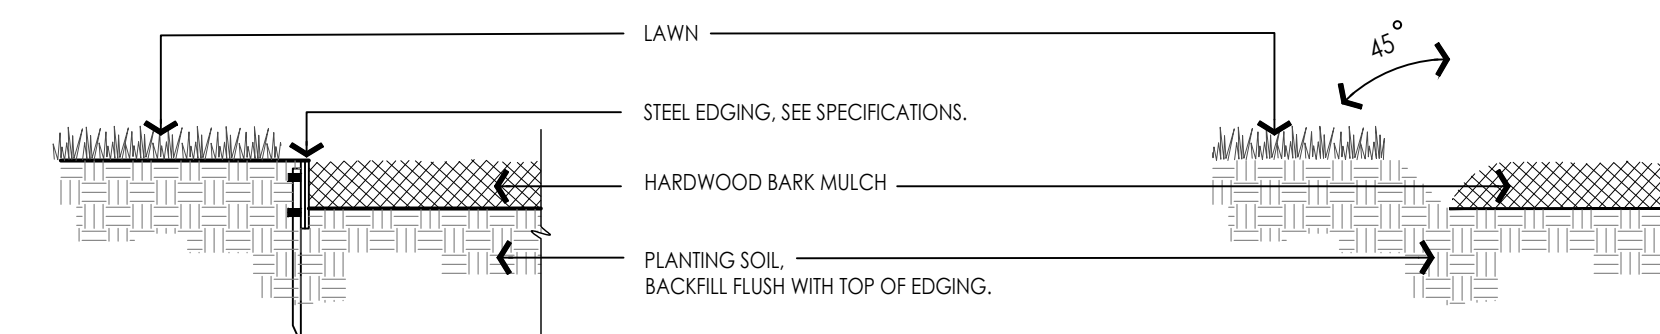 LAWN
45°
STEEL EDGING, SEE SPECIFICATIONS.
HARDWOOD BARK MULCH
PLANTING SOIL,
BACKFILL FLUSH WITH TOP OF EDGING.